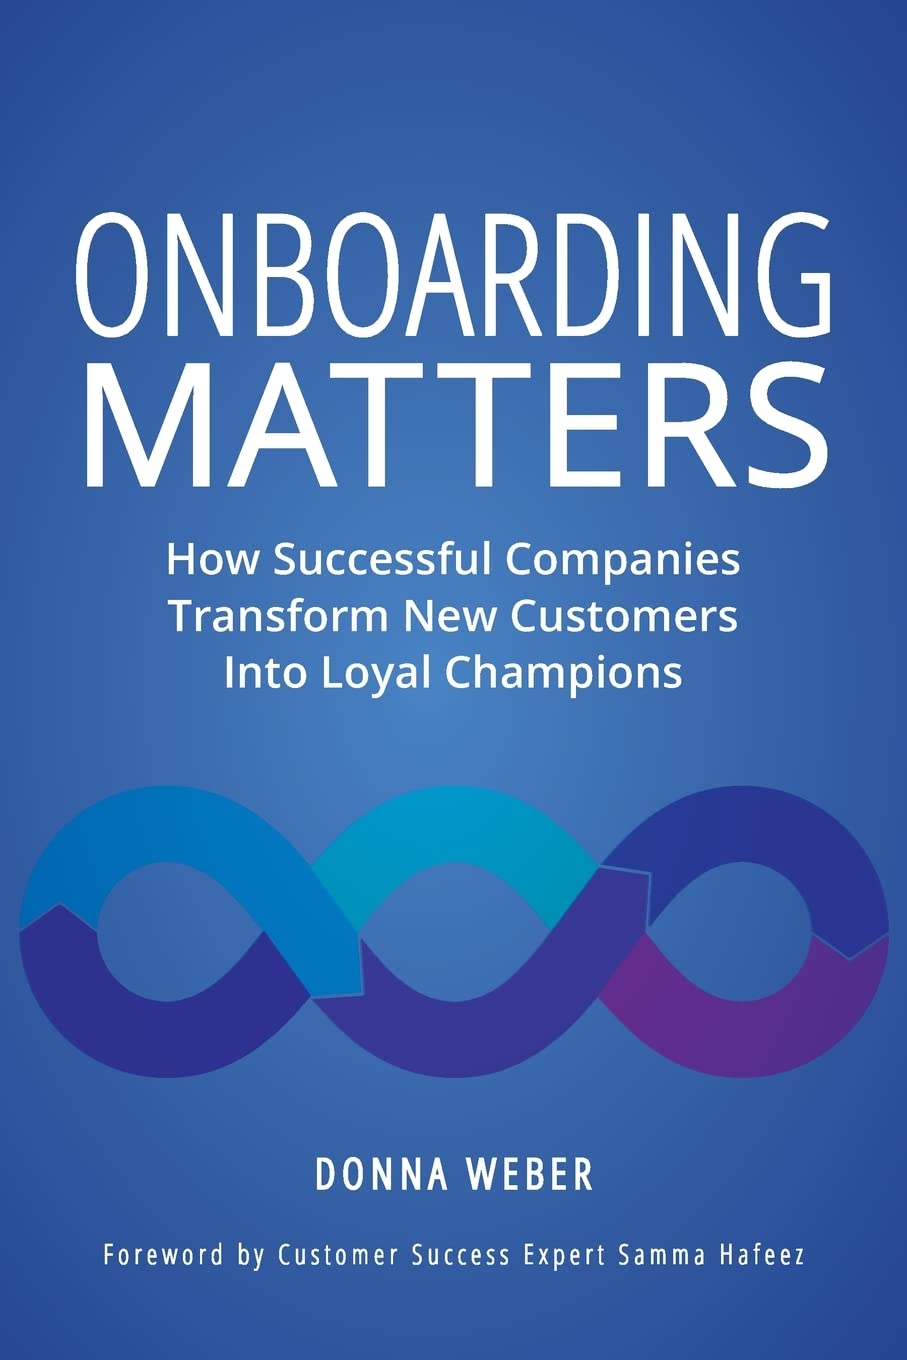 ONBOARDING
MATTERS
How Successful Companies
Transform New Customers
Into Loyal Champions
DONNA WEBER
Foreword by Customer Success Expert Samma Hafeez